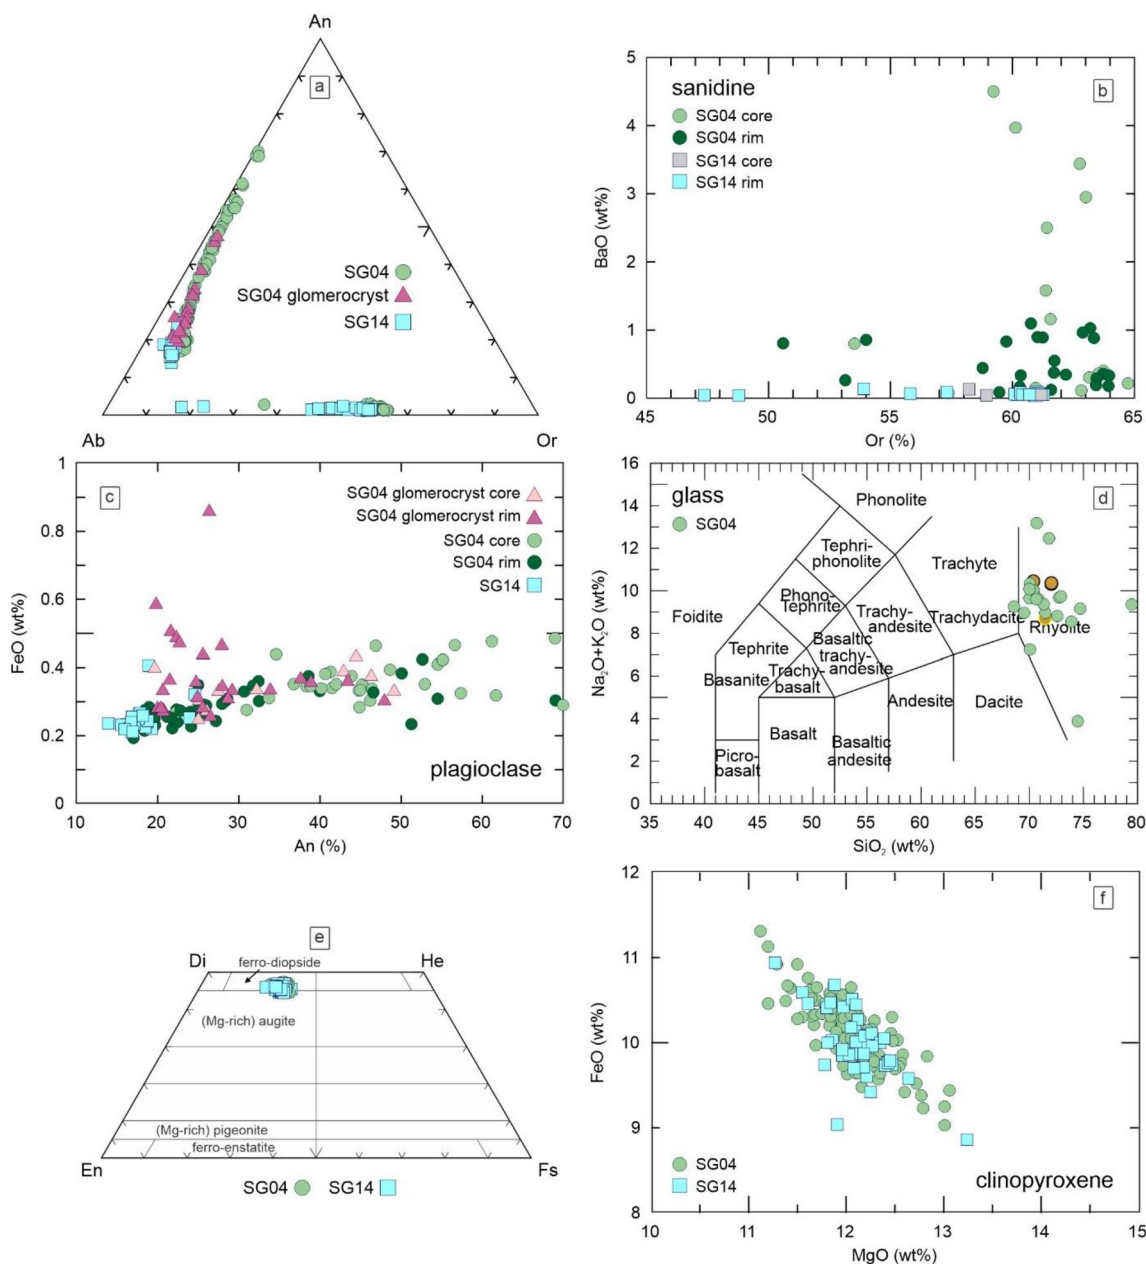 An
a
SG04
SG04 glomerocryst
SG14
Ab
Or
5
4
3
2
1
0
BaO (wt%)
sanidine
b
SG04 core
SG04 rim
SG14 core
SG14 rim
45
50
55
60
65
Or (%)
1
0.8
0.6
0.4
0.2
0
FeO (wt%)
c
SG04 glomerocryst core
SG04 glomerocryst rim
SG04 core
SG04 rim
SG14
plagioclase
10
20
30
40
50
60
70
An (%)
16
14
12
10
8
6
4
2
0
Na2O+K2O (wt%)
glass
SG04
d
Phonolite
Tephri-
phonolite
Trachyte
Foidite
Phono-
Tephrite
Trachy-
andesite
Trachydacite
Rhyolite
Tephrite
Basaltic
trachy-
andesite
Basanite
Trachy-
basalt
Andesite
Dacite
Basalt
Basaltic
andesite
Picro-
basalt
35
40
45
50
55
60
65
70
75
80
SiO2 (wt%)
e
Di
ferro-diopside
He
(Mg-rich) augite
(Mg-rich) pigeonite
ferro-enstatite
En
Fs
SG04
SG14
12
11
10
9
8
FeO (wt%)
f
SG04
SG14
clinopyroxene
10
11
12
13
14
15
MgO (wt%)